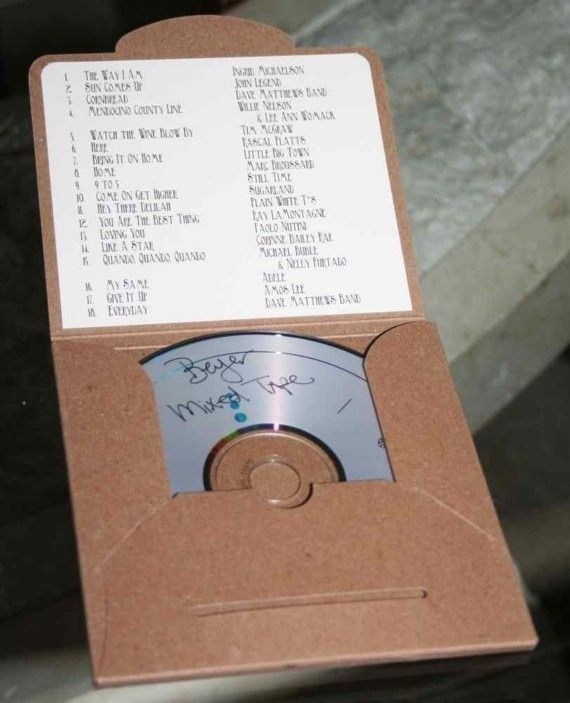 1. THE WAY I AM INGRID MICHAELSON
2. SUN COMES UP JOHN LEGEND
3. CORNBREAD DAVE MATTHEWS BAND
4. MENDOCINO COUNTY LINE WILLIE NELSON
& LEE ANN WOMACK
5. WATCH THE WINE BLOW BY TIM MCGRAW
6. HERE RASCAL FLATTS
7. BRING IT ON HOME LITTLE BIG TOWN
8. HOME MARC BROUSSARD
9. 9 TO 5 STILL TIME
10. COME ON GET HIGHER SUGARLAND
11. HEY THERE DELILAH PLAIN WHITE T'S
12. YOU ARE THE BEST THING RAY LAMONTAGNE
13. LOVING YOU PAOLO NUTINI
14. LIKE A STAR CORINNE BAILEY RAE
15. QUANDO, QUANDO, QUANDO MICHAEL BUBLE
& NELLY FURTADO
16. MY SAME ADELE
17. GIVE IT UP AMOS LEE
18. EVERYDAY DAVE MATTHEWS BAND
Beyer
Mixed Tape